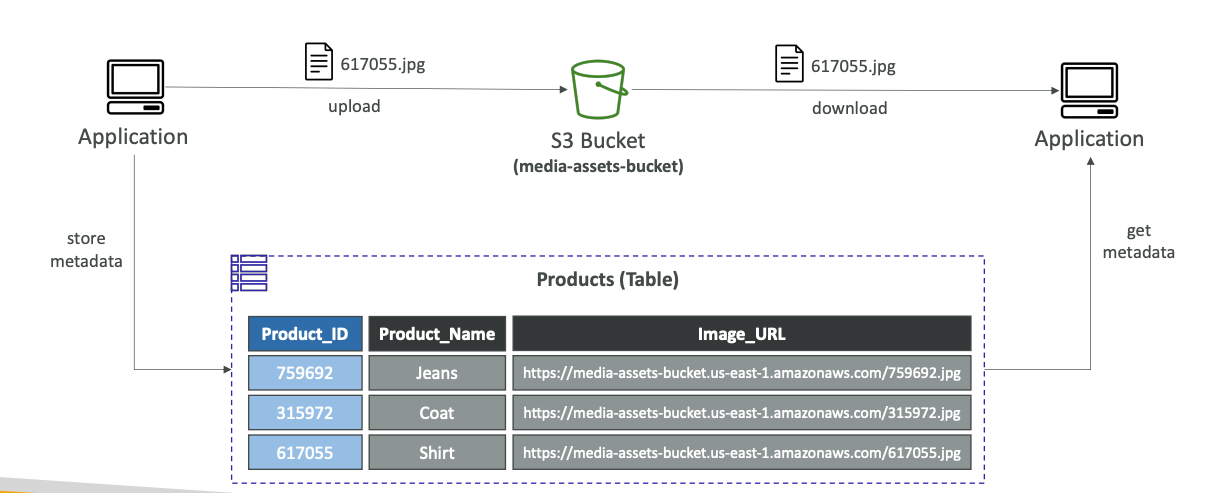 617055.jpg
617055.jpg
upload
download
Application
S3 Bucket
(media-assets-bucket)
Application
store
metadata
get
metadata
Products (Table)
Product_ID Product_Name Image_URL
759692 Jeans https://media-assets-bucket.us-east-1.amazonaws.com/759692.jpg
315972 Coat https://media-assets-bucket.us-east-1.amazonaws.com/315972.jpg
617055 Shirt https://media-assets-bucket.us-east-1.amazonaws.com/617055.jpg